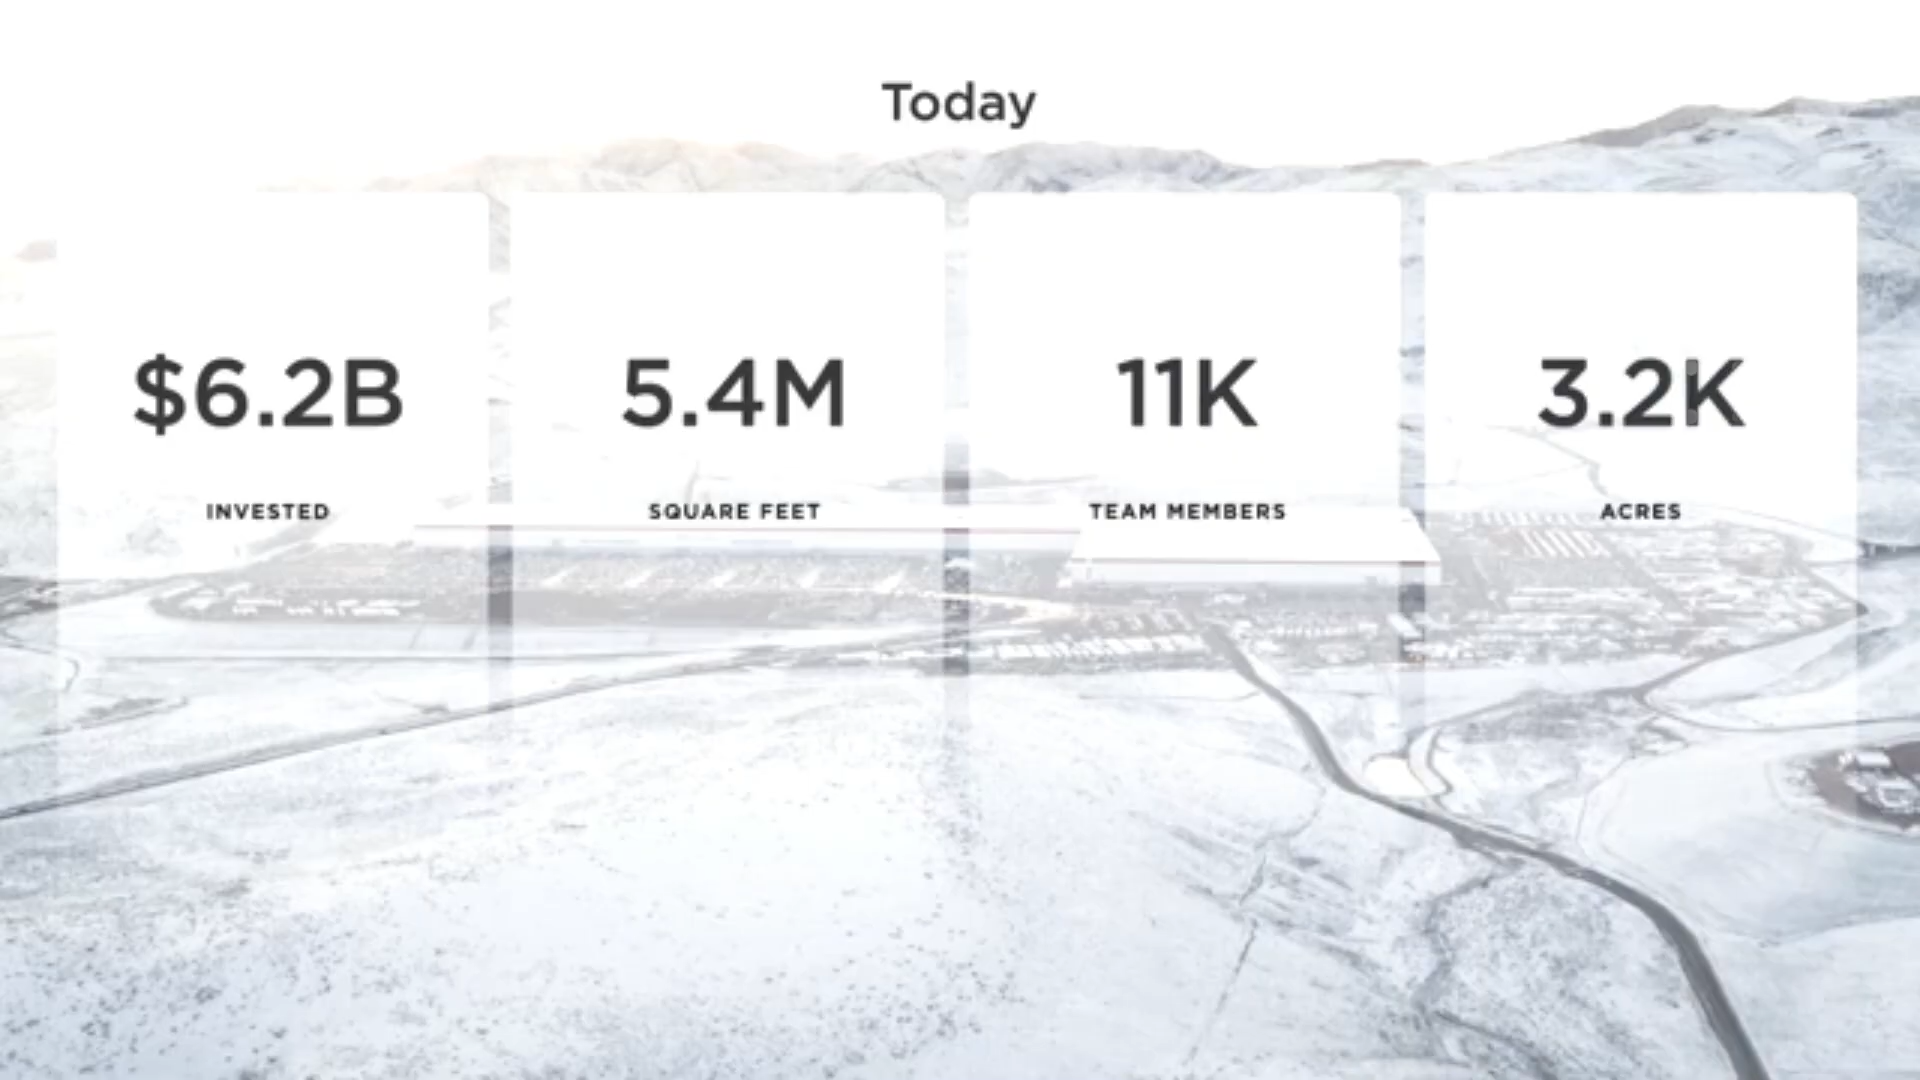 Today
$6.2B
INVESTED
5.4M
SQUARE FEET
11K
TEAM MEMBERS
3.2K
ACRES